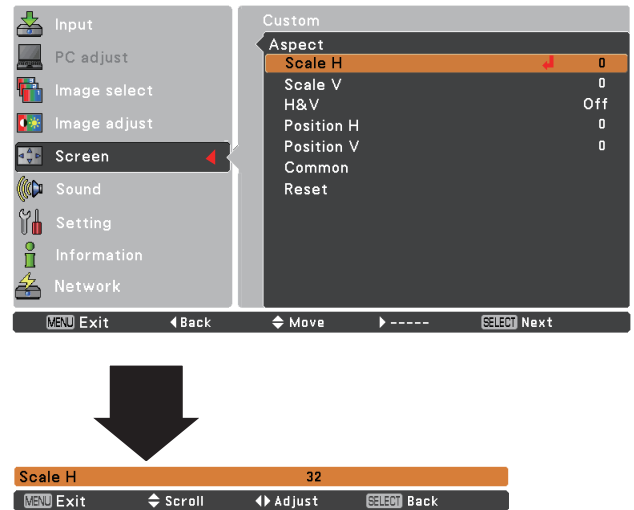 Input
PC adjust
Image select
Image adjust
Screen
Sound
Setting
Information
Network
Custom
Aspect
Scale H 0
Scale V 0
H&V Off
Position H 0
Position V 0
Common
Reset
MENU Exit Back Move ----- SELECT Next
Scale H 32
MENU Exit Scroll Adjust SELECT Back